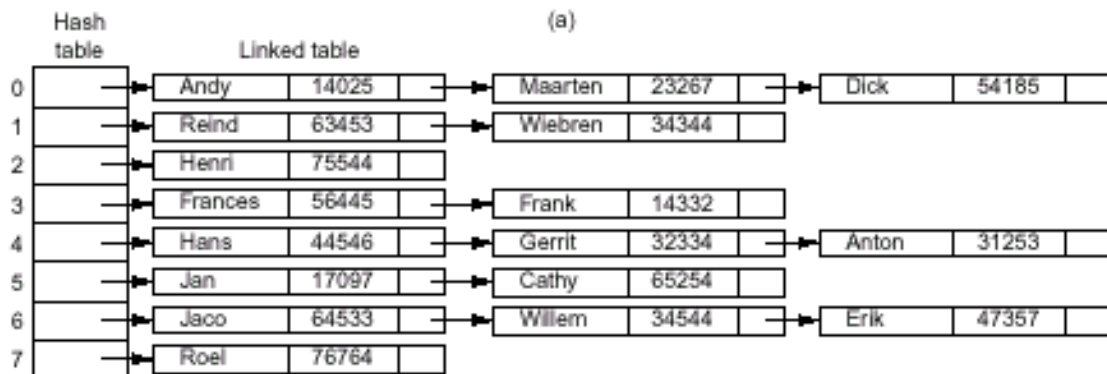 Hash
table
(a)
Linked table
0 Andy 14025 Maarten 23267 Dick 54185
1 Reind 63453 Wiebren 34344
2 Henri 75544
3 Frances 56445 Frank 14332
4 Hans 44546 Gerrit 32334 Anton 31253
5 Jan 17097 Cathy 65254
6 Jaco 64533 Willem 34544 Erik 47357
7 Roel 76764